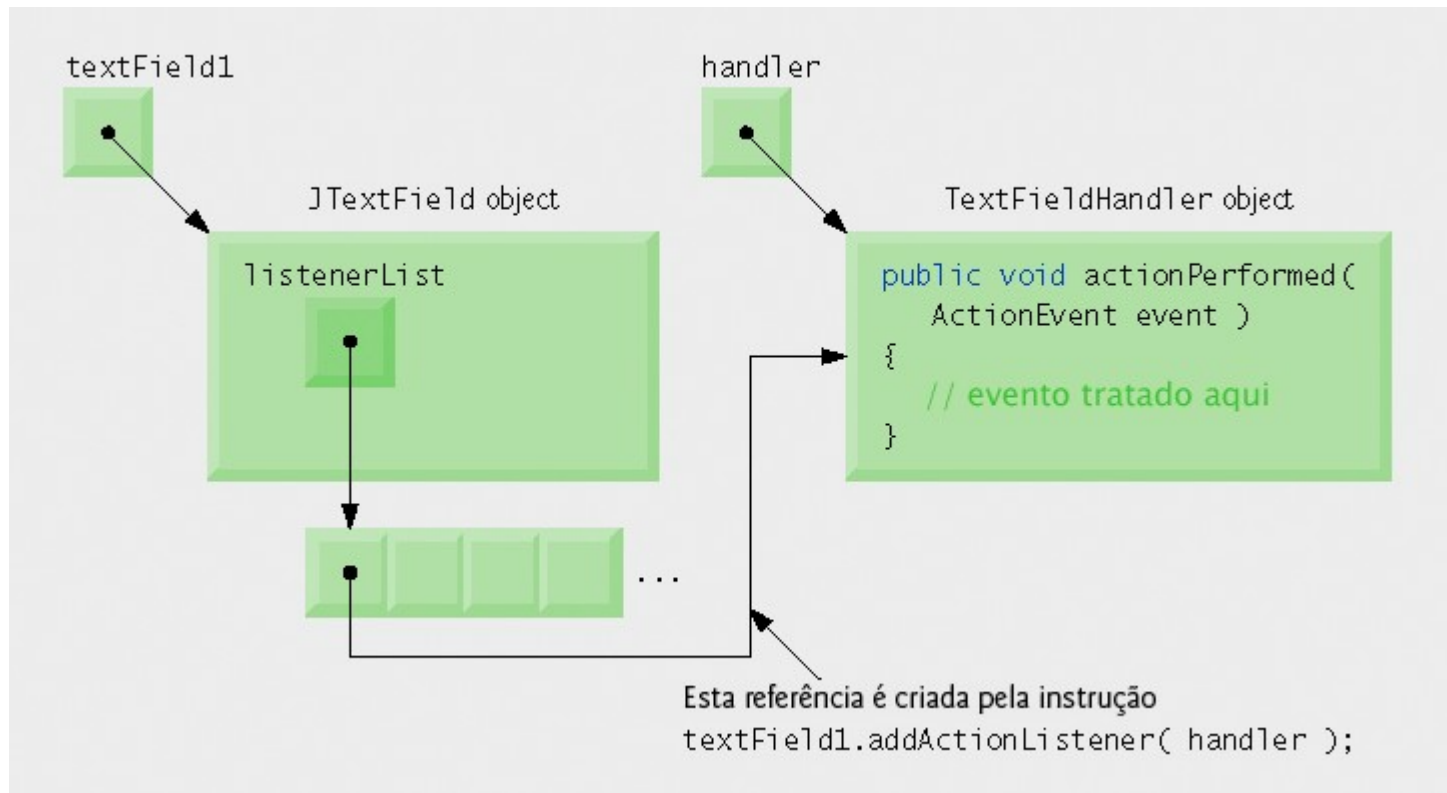 textField1
handler
JTextField object
TextFieldHandler object
listenerList
public void actionPerformed(
ActionEvent event )
{
// evento tratado aqui
}
...
Esta referência é criada pela instrução
textField1.addActionListener( handler );